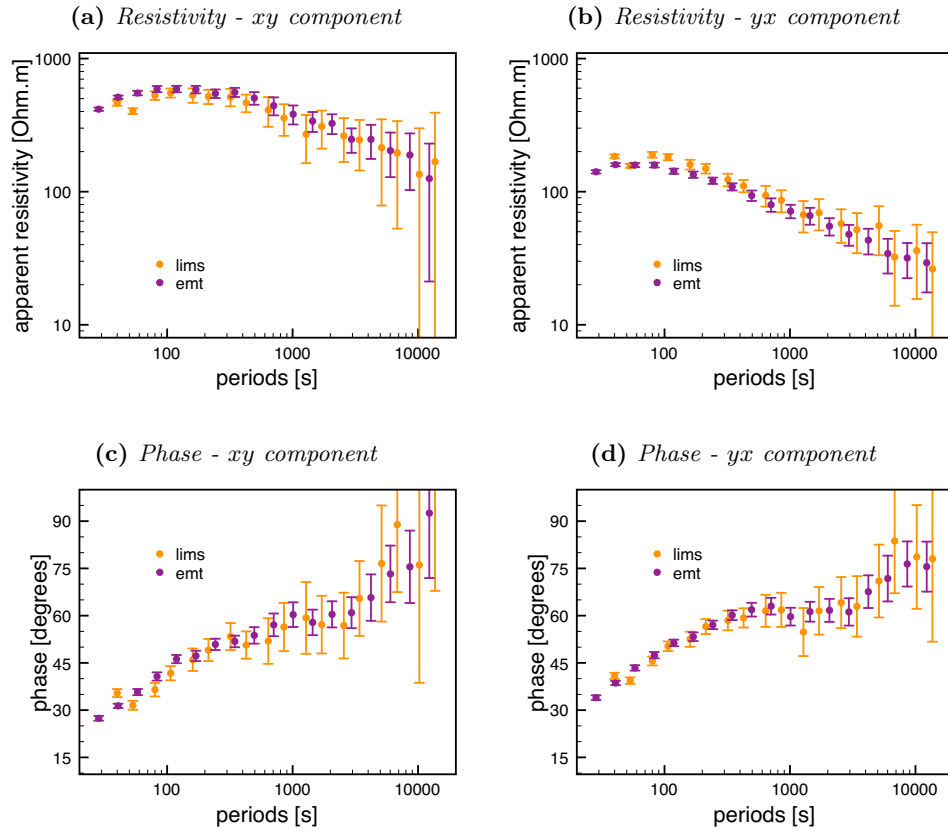 (a) Resistivity - xy component
apparent resistivity [Ohm.m]
1000
100
10
lims
emt
100 1000 10000
periods [s]
(b) Resistivity - yx component
apparent resistivity [Ohm.m]
1000
100
10
lims
emt
100 1000 10000
periods [s]
(c) Phase - xy component
phase [degrees]
90
75
60
45
30
15
lims
emt
100 1000 10000
periods [s]
(d) Phase - yx component
phase [degrees]
90
75
60
45
30
15
lims
emt
100 1000 10000
periods [s]